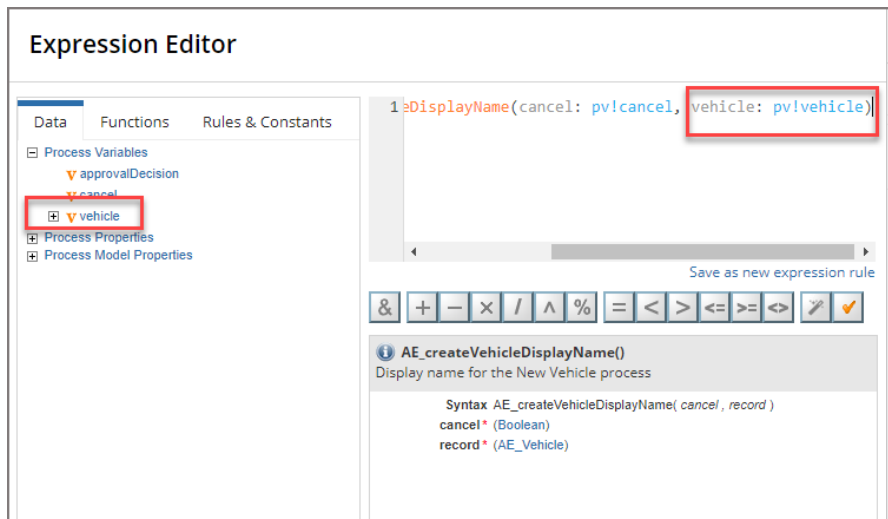 Expression Editor
Data Functions Rules & Constants
Process Variables
approvalDecision
cancel
vehicle
Process Properties
Process Model Properties
1 eDisplayName(cancel: pv!cancel, vehicle: pv!vehicle)
Save as new expression rule
& + − × / ^ % = < > <= >= <>
AE_createVehicleDisplayName()
Display name for the New Vehicle process
Syntax AE_createVehicleDisplayName( cancel , record )
cancel* (Boolean)
record* (AE_Vehicle)